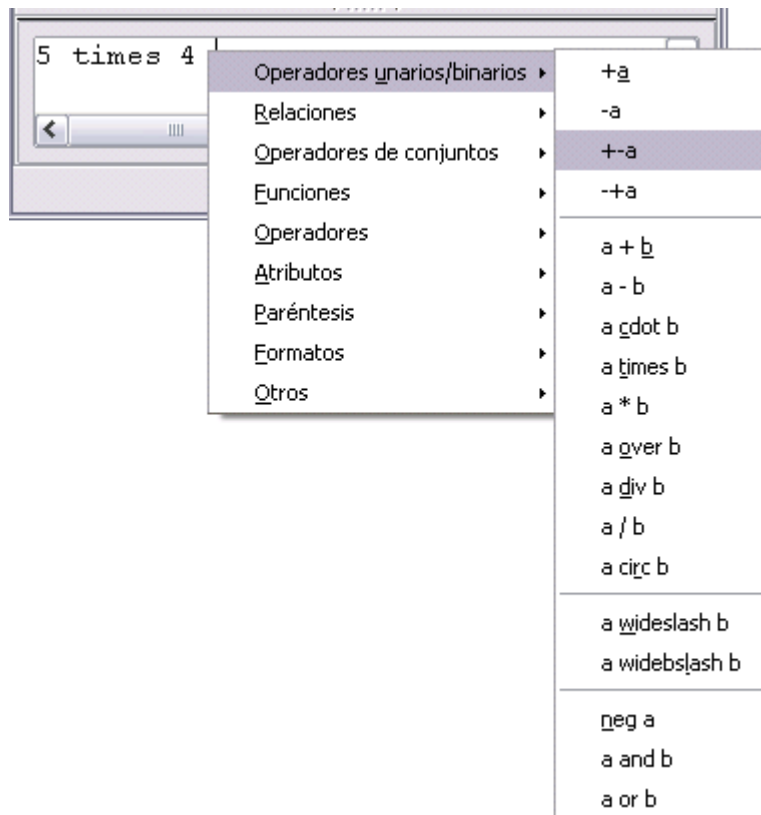 5 times 4
Operadores unarios/binarios
Relaciones
Operadores de conjuntos
Funciones
Operadores
Atributos
Paréntesis
Formatos
Otros
+a
-a
+-a
-+a
a + b
a - b
a cdot b
a times b
a * b
a over b
a div b
a / b
a circ b
a wideslash b
a widebslash b
neg a
a and b
a or b